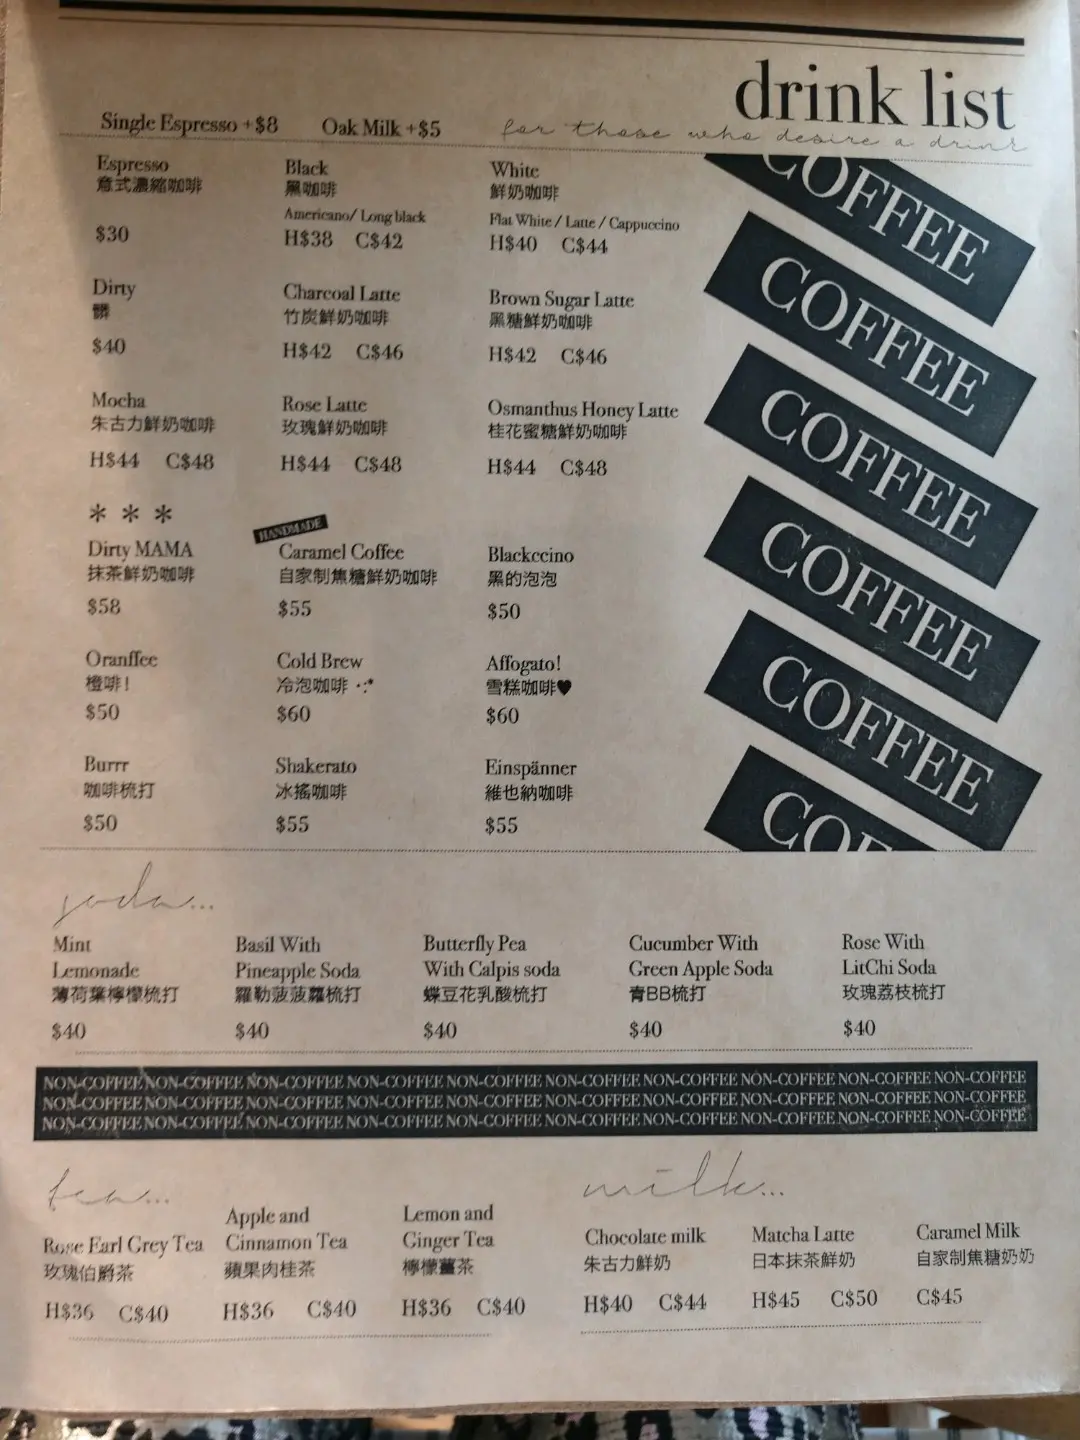 drink list
for those who desire a drink
Single Espresso +$8 Oak Milk +$5
Espresso
意式濃縮咖啡
$30
Black
黑咖啡
Americano/ Long black
H$38 C$42
White
鮮奶咖啡
Flat White / Latte / Cappuccino
H$40 C$44
Dirty
髒
$40
Charcoal Latte
竹炭鮮奶咖啡
H$42 C$46
Brown Sugar Latte
黑糖鮮奶咖啡
H$42 C$46
Mocha
朱古力鮮奶咖啡
H$44 C$48
Rose Latte
玫瑰鮮奶咖啡
H$44 C$48
Osmanthus Honey Latte
桂花蜜糖鮮奶咖啡
H$44 C$48
＊ ＊ ＊
Dirty MAMA
抹茶鮮奶咖啡
$58
HANDMADE
Caramel Coffee
自家制焦糖鮮奶咖啡
$55
Blackccino
黑的泡泡
$50
Oranffee
橙啡!
$50
Cold Brew
冷泡咖啡 ·:*
$60
Affogato!
雪糕咖啡♥
$60
Burrr
咖啡梳打
$50
Shakerato
冰搖咖啡
$55
Einspänner
維也納咖啡
$55
COFFEE
COFFEE
COFFEE
COFFEE
COFFEE
COFFEE
soda...
Mint
Lemonade
薄荷葉檸檬梳打
$40
Basil With
Pineapple Soda
羅勒菠菠蘿梳打
$40
Butterfly Pea
With Calpis soda
蝶豆花乳酸梳打
$40
Cucumber With
Green Apple Soda
青BB梳打
$40
Rose With
LitChi Soda
玫瑰荔枝梳打
$40
NON-COFFEE NON-COFFEE NON-COFFEE NON-COFFEE NON-COFFEE NON-COFFEE NON-COFFEE NON-COFFEE NON-COFFEE NON-COFFEE
NON-COFFEE NON-COFFEE NON-COFFEE NON-COFFEE NON-COFFEE NON-COFFEE NON-COFFEE NON-COFFEE NON-COFFEE NON-COFFEE
NON-COFFEE NON-COFFEE NON-COFFEE NON-COFFEE NON-COFFEE NON-COFFEE NON-COFFEE NON-COFFEE NON-COFFEE NON-COFFEE
tea...
Rose Earl Grey Tea
玫瑰伯爵茶
H$36 C$40
Apple and
Cinnamon Tea
蘋果肉桂茶
H$36 C$40
Lemon and
Ginger Tea
檸檬薑茶
H$36 C$40
milk...
Chocolate milk
朱古力鮮奶
H$40 C$44
Matcha Latte
日本抹茶鮮奶
H$45 C$50
Caramel Milk
自家制焦糖奶奶
C$45